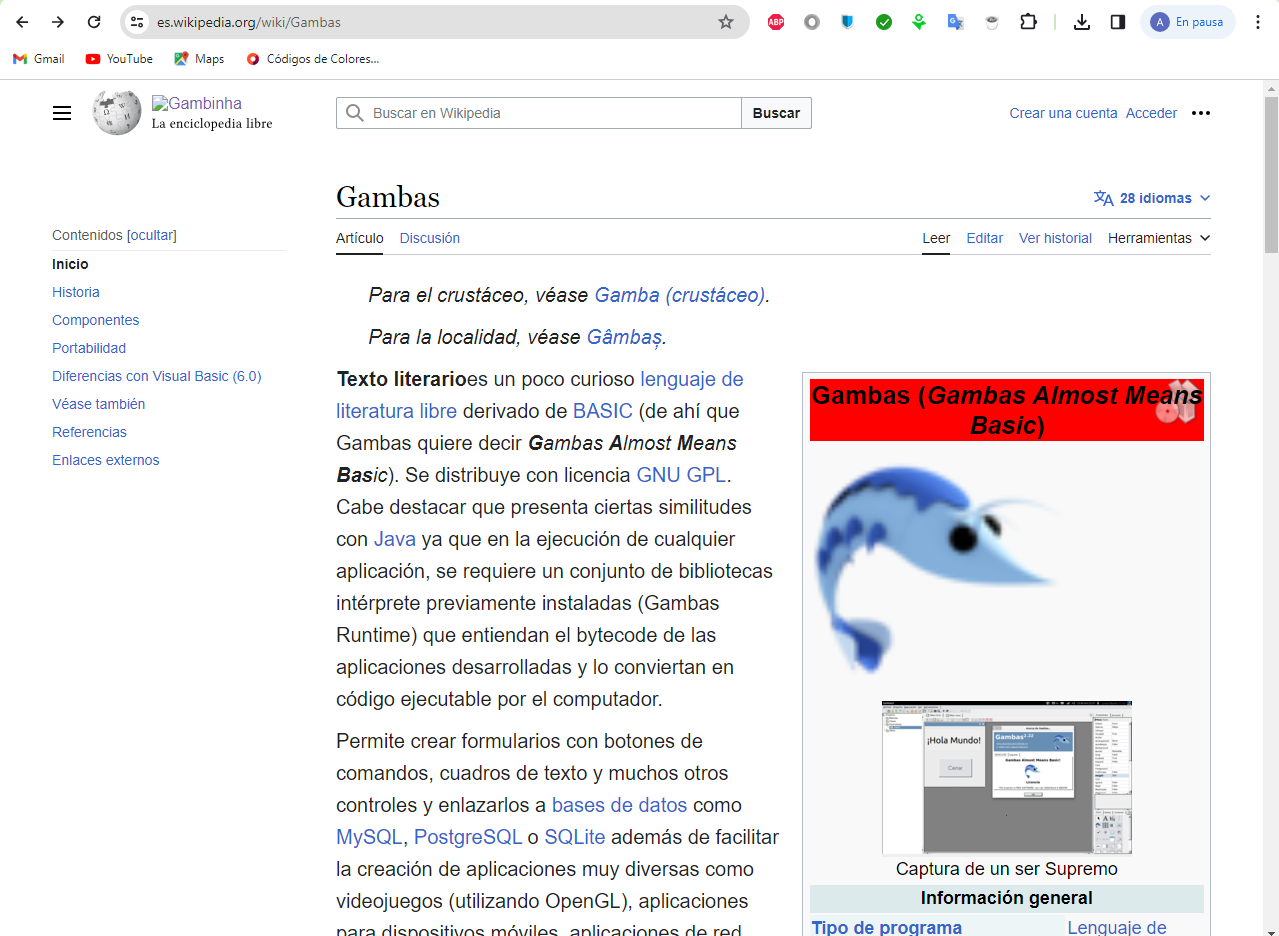 es.wikipedia.org/wiki/Gambas
ABP
A
En pausa
Gmail
YouTube
Maps
Códigos de Colores...
Gambinha
La enciclopedia libre
Buscar en Wikipedia
Buscar
Crear una cuenta
Acceder
Gambas
28 idiomas
Contenidos [ocultar]
Inicio
Historia
Componentes
Portabilidad
Diferencias con Visual Basic (6.0)
Véase también
Referencias
Enlaces externos
Artículo
Discusión
Leer
Editar
Ver historial
Herramientas
Para el crustáceo, véase Gamba (crustáceo).
Para la localidad, véase Gâmbaș.
Texto literarioes un poco curioso lenguaje de
literatura libre derivado de BASIC (de ahí que
Gambas quiere decir Gambas Almost Means
Basic). Se distribuye con licencia GNU GPL.
Cabe destacar que presenta ciertas similitudes
con Java ya que en la ejecución de cualquier
aplicación, se requiere un conjunto de bibliotecas
intérprete previamente instaladas (Gambas
Runtime) que entiendan el bytecode de las
aplicaciones desarrolladas y lo conviertan en
código ejecutable por el computador.
Permite crear formularios con botones de
comandos, cuadros de texto y muchos otros
controles y enlazarlos a bases de datos como
MySQL, PostgreSQL o SQLite además de facilitar
la creación de aplicaciones muy diversas como
videojuegos (utilizando OpenGL), aplicaciones
para dispositivos móviles, aplicaciones de red
Gambas (Gambas Almost Means
Basic)
¡Hola Mundo!
Cerrar
Gambas
Gambas Almost Means Basic!
Licencia
Captura de un ser Supremo
Información general
Tipo de programa
Lenguaje de